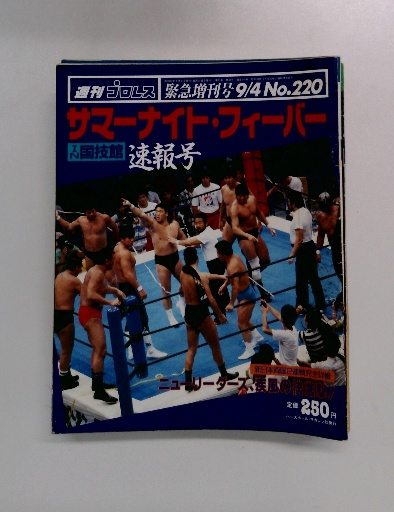 週刊プロレス 緊急増刊号 9/4 No.220
サマーナイト・フィーバー
IN国技館 速報号
ニューリーダーズ、疾風
定価 250円